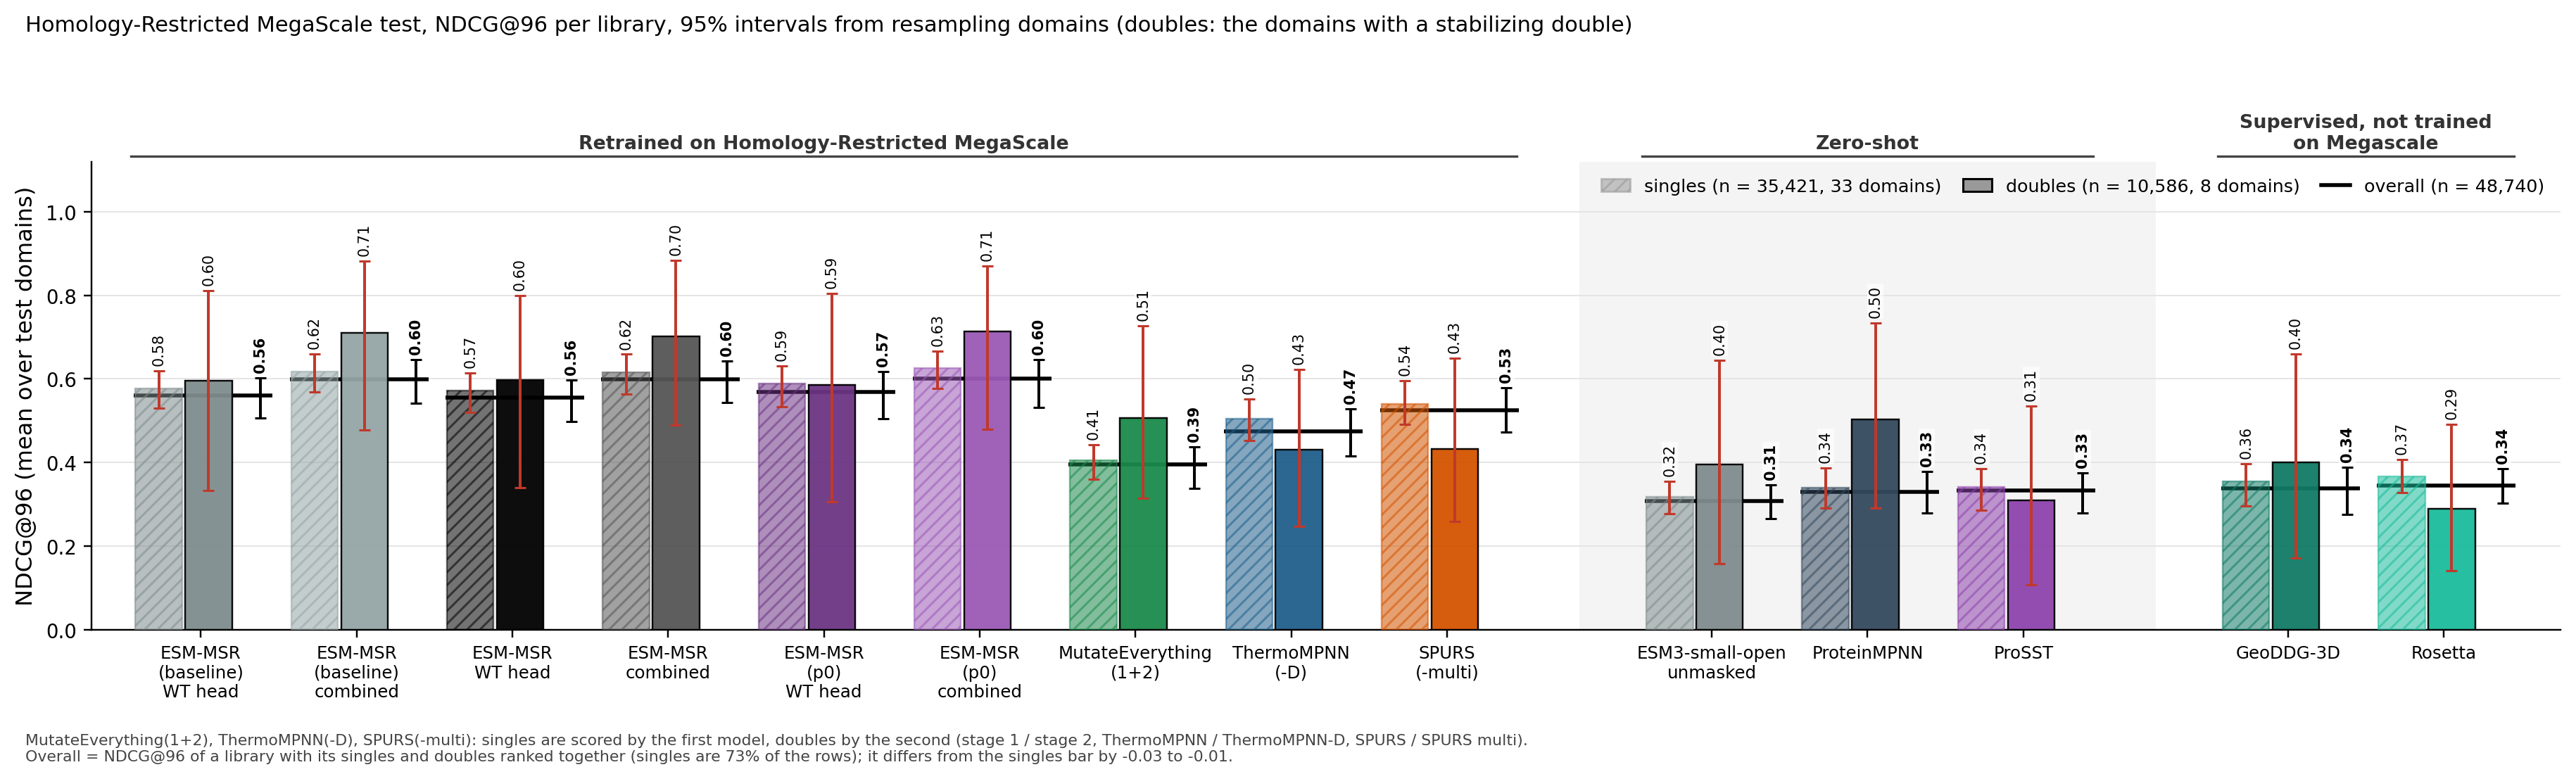 Homology-Restricted MegaScale test, NDCG@96 per library, 95% intervals from resampling domains (doubles: the domains with a stabilizing double)
Retrained on Homology-Restricted MegaScale
Zero-shot
Supervised, not trained
on Megascale
singles (n = 35,421, 33 domains)
doubles (n = 10,586, 8 domains)
overall (n = 48,740)
NDCG@96 (mean over test domains)
1.0
0.8
0.6
0.4
0.2
0.0
0.58
0.60
0.56
0.62
0.71
0.60
0.57
0.60
0.56
0.62
0.70
0.60
0.59
0.59
0.57
0.63
0.71
0.60
0.41
0.51
0.39
0.50
0.43
0.47
0.54
0.43
0.53
0.32
0.40
0.31
0.34
0.50
0.33
0.34
0.31
0.33
0.36
0.40
0.34
0.37
0.29
0.34
ESM-MSR
(baseline)
WT head
ESM-MSR
(baseline)
combined
ESM-MSR
WT head
ESM-MSR
combined
ESM-MSR
(p0)
WT head
ESM-MSR
(p0)
combined
MutateEverything
(1+2)
ThermoMPNN
(-D)
SPURS
(-multi)
ESM3-small-open
unmasked
ProteinMPNN
ProSST
GeoDDG-3D
Rosetta
MutateEverything(1+2), ThermoMPNN(-D), SPURS(-multi): singles are scored by the first model, doubles by the second (stage 1 / stage 2, ThermoMPNN / ThermoMPNN-D, SPURS / SPURS multi).
Overall = NDCG@96 of a library with its singles and doubles ranked together (singles are 73% of the rows); it differs from the singles bar by -0.03 to -0.01.